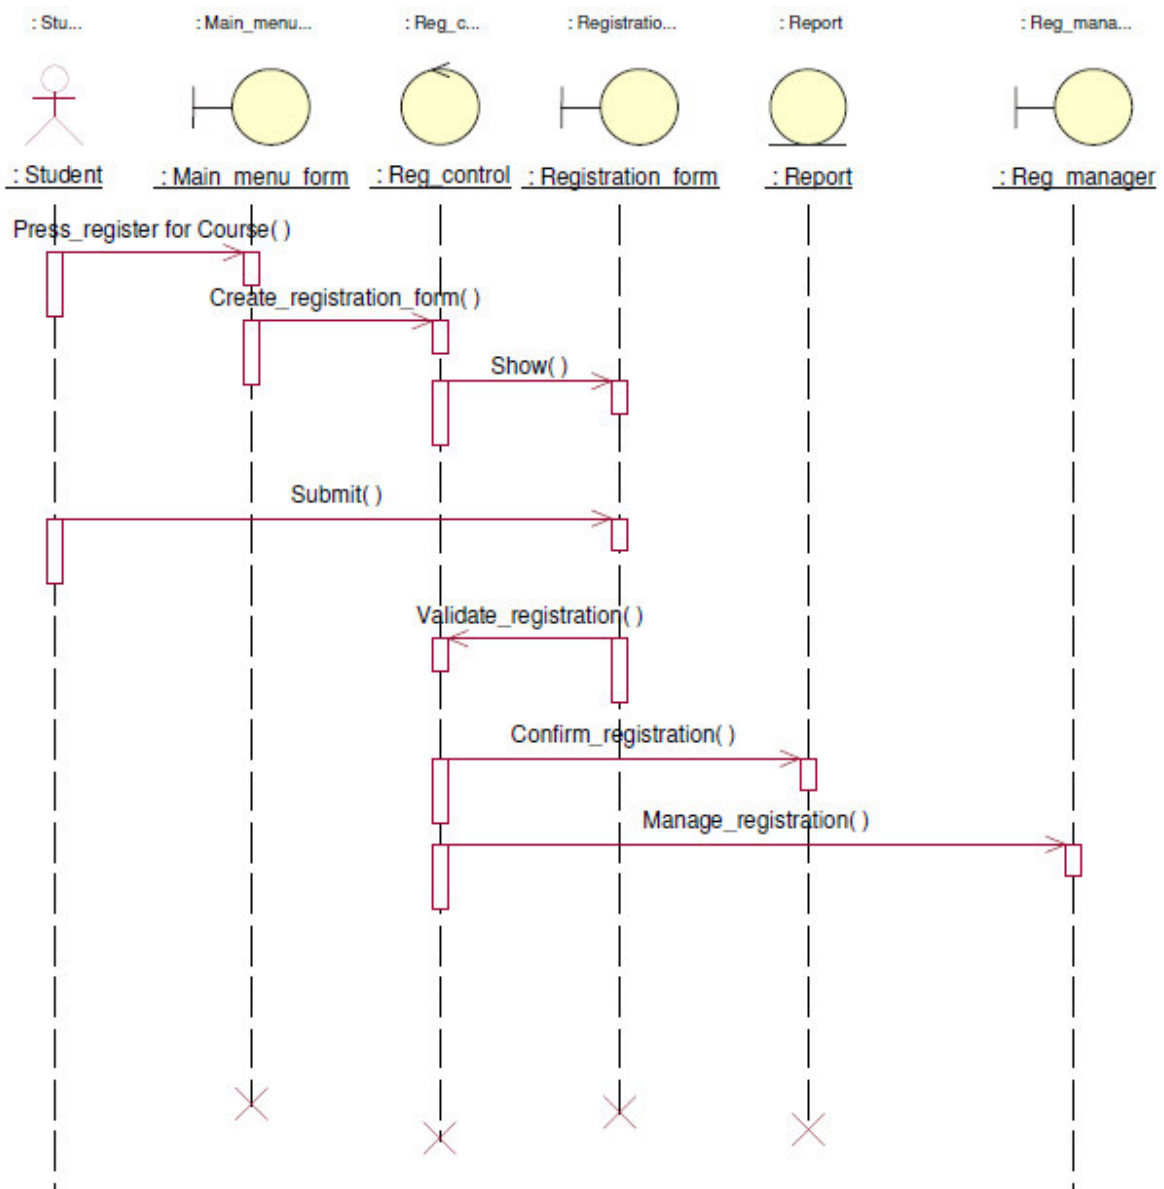 : Stu...
: Main_menu...
: Reg_c...
: Registratio...
: Report
: Reg_mana...
: Student
: Main_menu_form
: Reg_control
: Registration_form
: Report
: Reg_manager
Press_register for Course( )
Create_registration_form( )
Show( )
Submit( )
Validate_registration( )
Confirm_registration( )
Manage_registration( )